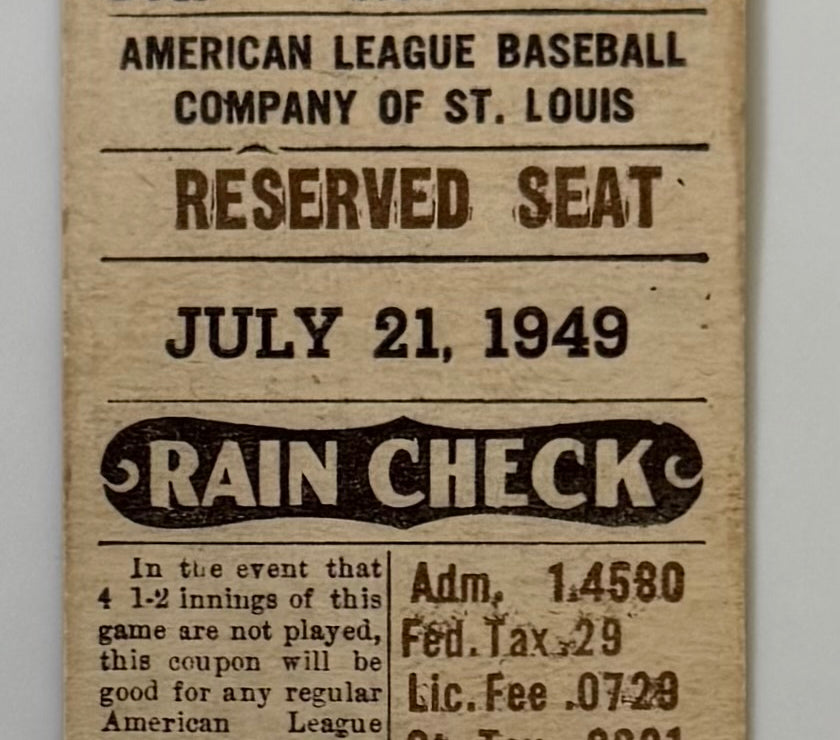 AMERICAN LEAGUE BASEBALL
COMPANY OF ST. LOUIS
RESERVED SEAT
JULY 21, 1949
RAIN CHECK
In the event that
4 1-2 innings of this
game are not played,
this coupon will be
good for any regular
American League
Adm. 1.4580
Fed. Tax .29
Lic. Fee .0729